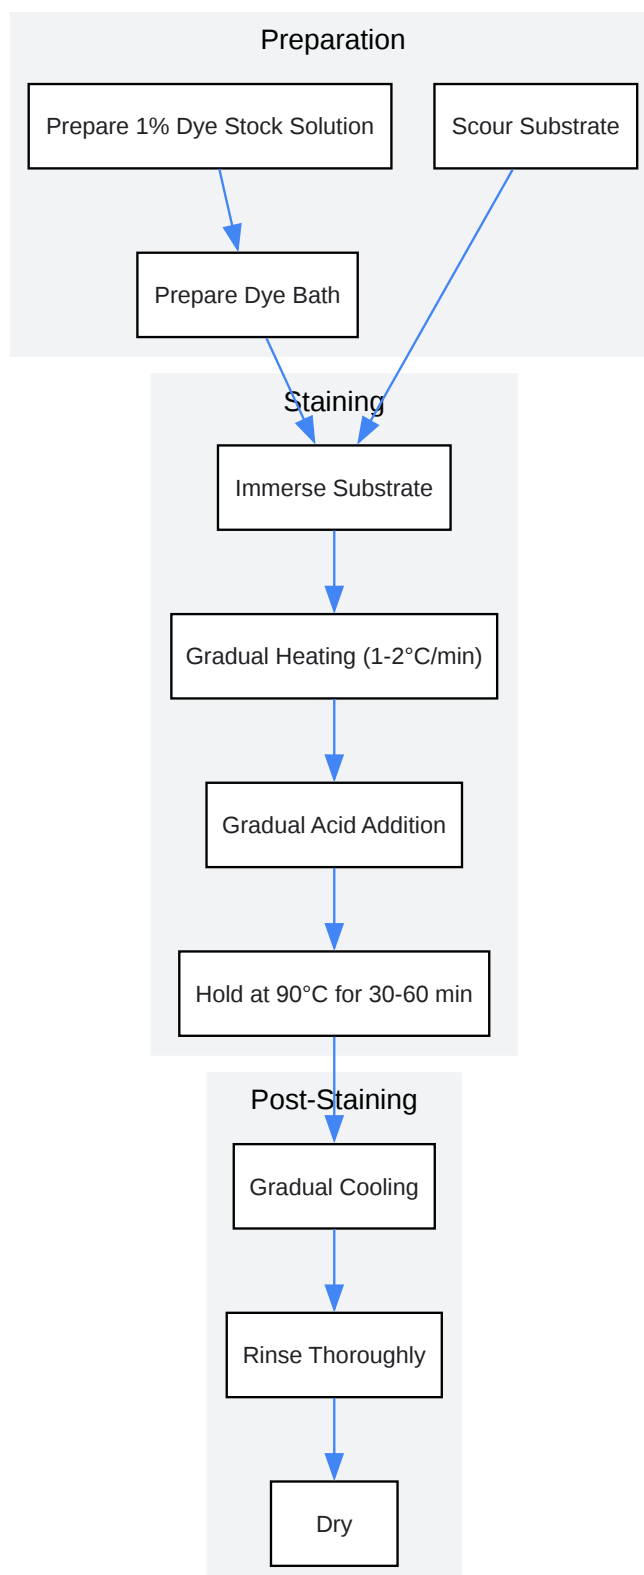 Preparation
Prepare 1% Dye Stock Solution
Scour Substrate
Prepare Dye Bath
Staining
Immerse Substrate
Gradual Heating (1-2°C/min)
Gradual Acid Addition
Hold at 90°C for 30-60 min
Post-Staining
Gradual Cooling
Rinse Thoroughly
Dry